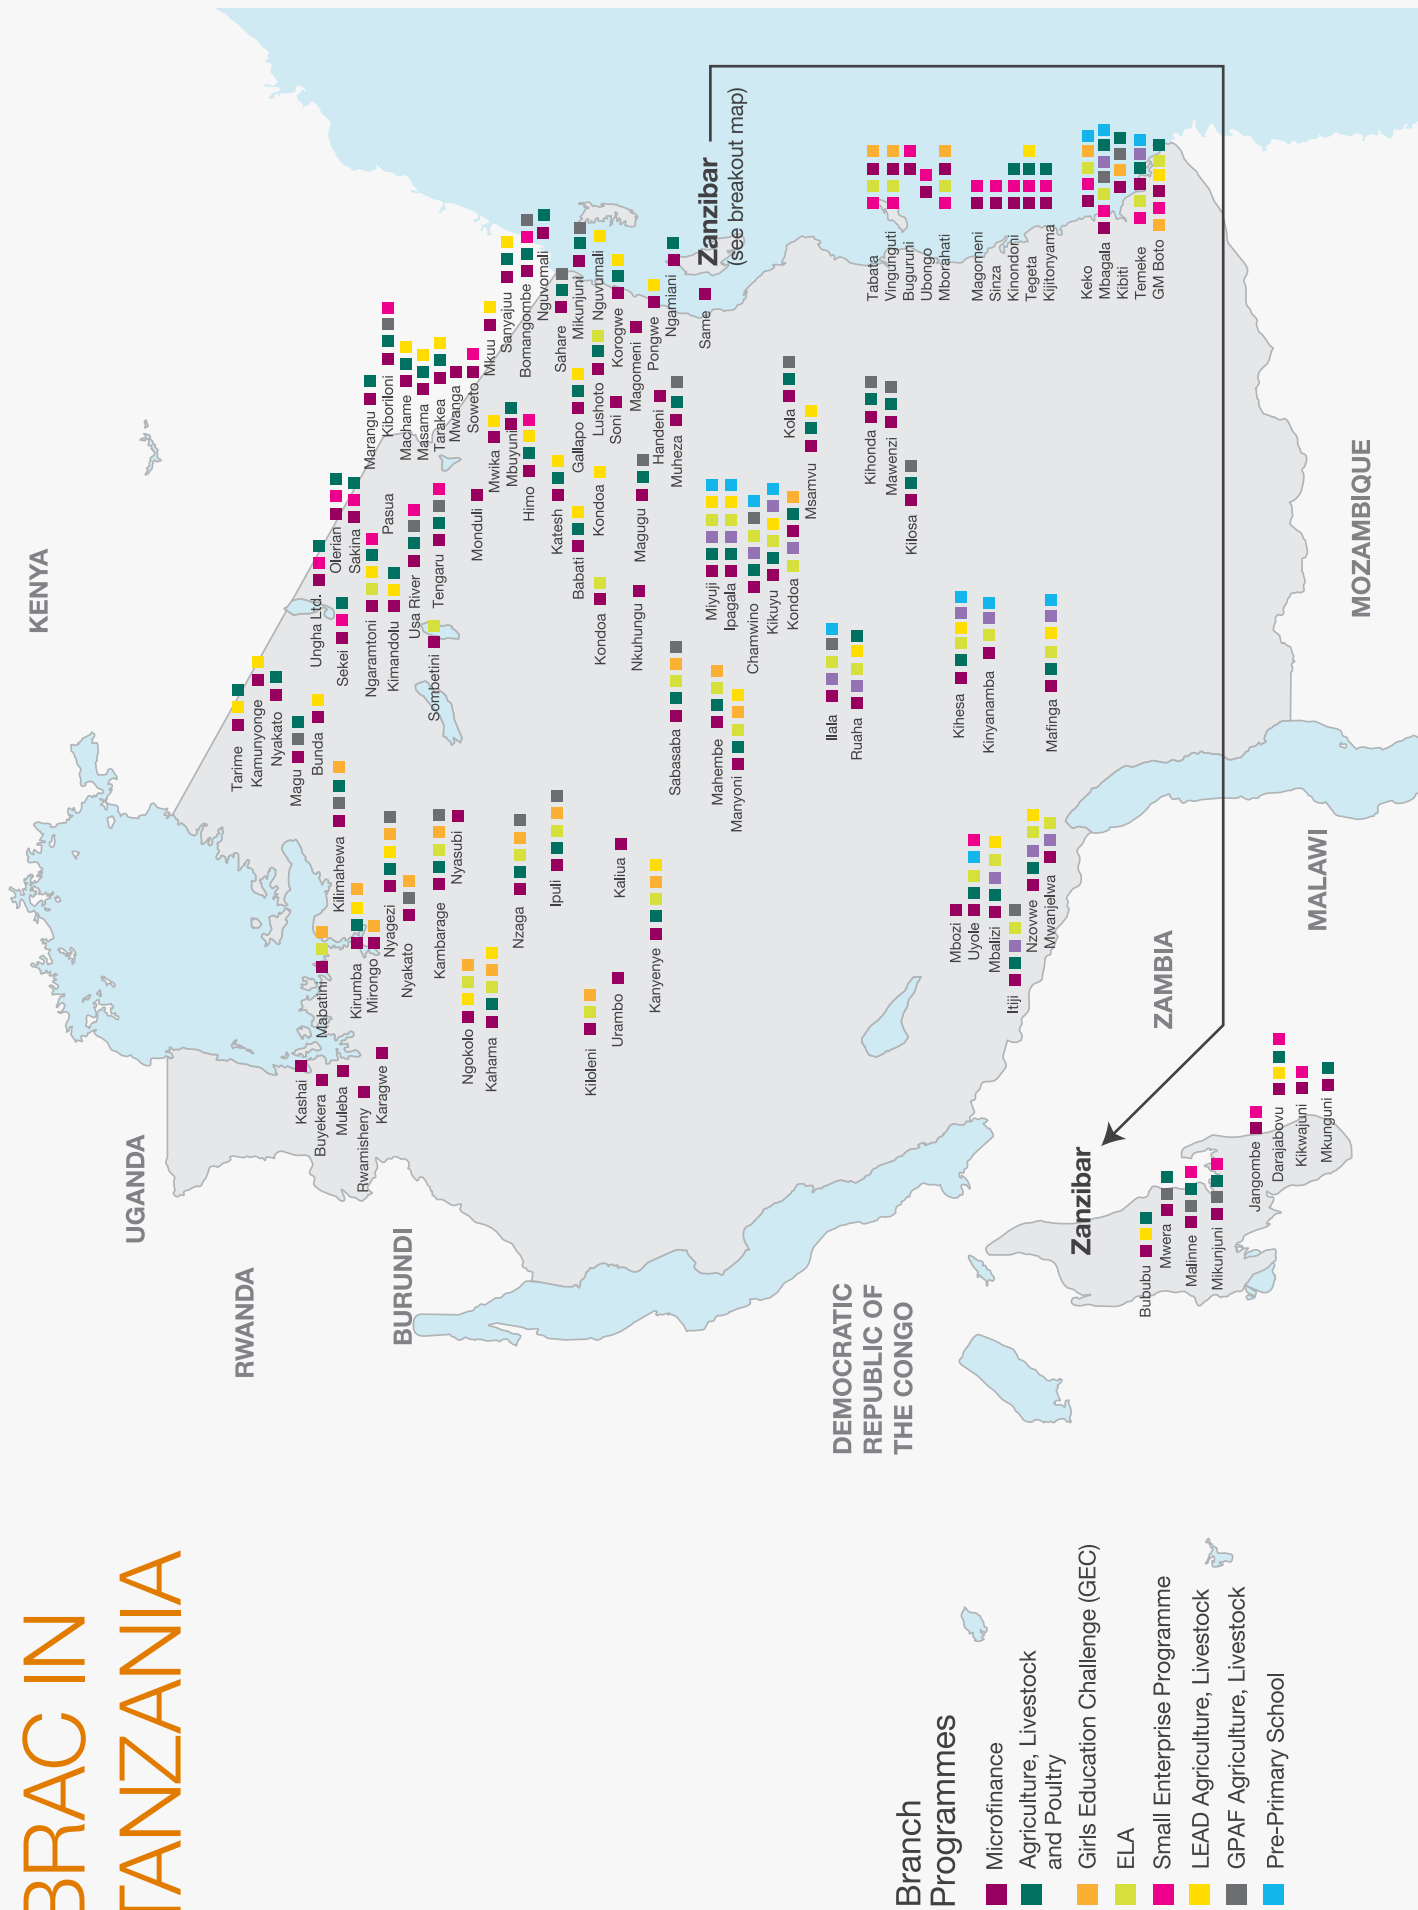 BRAC IN
TANZANIA
Branch
Programmes
Microfinance
Agriculture, Livestock
and Poultry
Girls Education Challenge (GEC)
ELA
Small Enterprise Programme
LEAD Agriculture, Livestock
GPAF Agriculture, Livestock
Pre-Primary School
KENYA
UGANDA
RWANDA
BURUNDI
DEMOCRATIC
REPUBLIC OF
THE CONGO
ZAMBIA
MALAWI
MOZAMBIQUE
Zanzibar
(see breakout map)
Zanzibar
Kashai
Buyekera
Muleba
Rwamisheny
Karagwe
Tarime
Kamunyonge
Nyakato
Magu
Bunda
Kilimahewa
Mabatini
Kirumba
Mirongo
Nyagezi
Nyakato
Kambarage
Nyasubi
Ngokolo
Kahama
Nzaga
Ipuli
Kiloleni
Urambo
Kaliua
Kanyenye
Ungha Ltd.
Olerian
Sakina
Sekei
Ngaramtoni
Pasua
Kimandolu
Usa River
Tengaru
Sombetini
Monduli
Marangu
Kiboriloni
Machame
Masama
Tarakea
Mwanga
Soweto
Mkuu
Mwika
Mbuyuni
Himo
Sanyajuu
Bomangombe
Nguvomali
Sahare
Mikunjuni
Nguvumali
Korogwe
Magomeni
Pongwe
Ngamiani
Same
Gallapo
Lushoto
Soni
Handeni
Muheza
Katesh
Babati
Kondoa
Magugu
Kondoa
Nkuhungu
Sabasaba
Mahembe
Manyoni
Miyuji
Ipagala
Chamwino
Kikuyu
Kondoa
Kola
Msamvu
Kihonda
Mawenzi
Kilosa
Ilala
Ruaha
Kihesa
Kinyanamba
Mafinga
Mbozi
Uyole
Mbalizi
Itiji
Nzovwe
Mwanjelwa
Tabata
Vingunguti
Buguruni
Ubongo
Mborahati
Magomeni
Sinza
Kinondoni
Tegeta
Kijitonyama
Keko
Mbagala
Kibiti
Temeke
GM Boto
Bububu
Mwera
Malinne
Mikunjuni
Jangombe
Darajabovu
Kikwajuni
Mkunguni